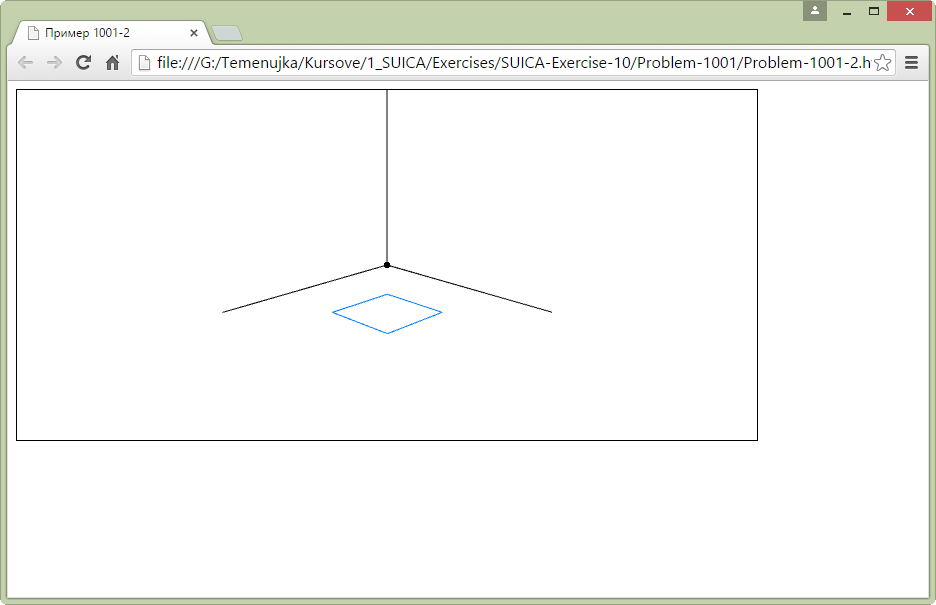 Пример 1001-2
file:///G:/Temenujka/Kursove/1_SUICA/Exercises/SUICA-Exercise-10/Problem-1001/Problem-1001-2.h